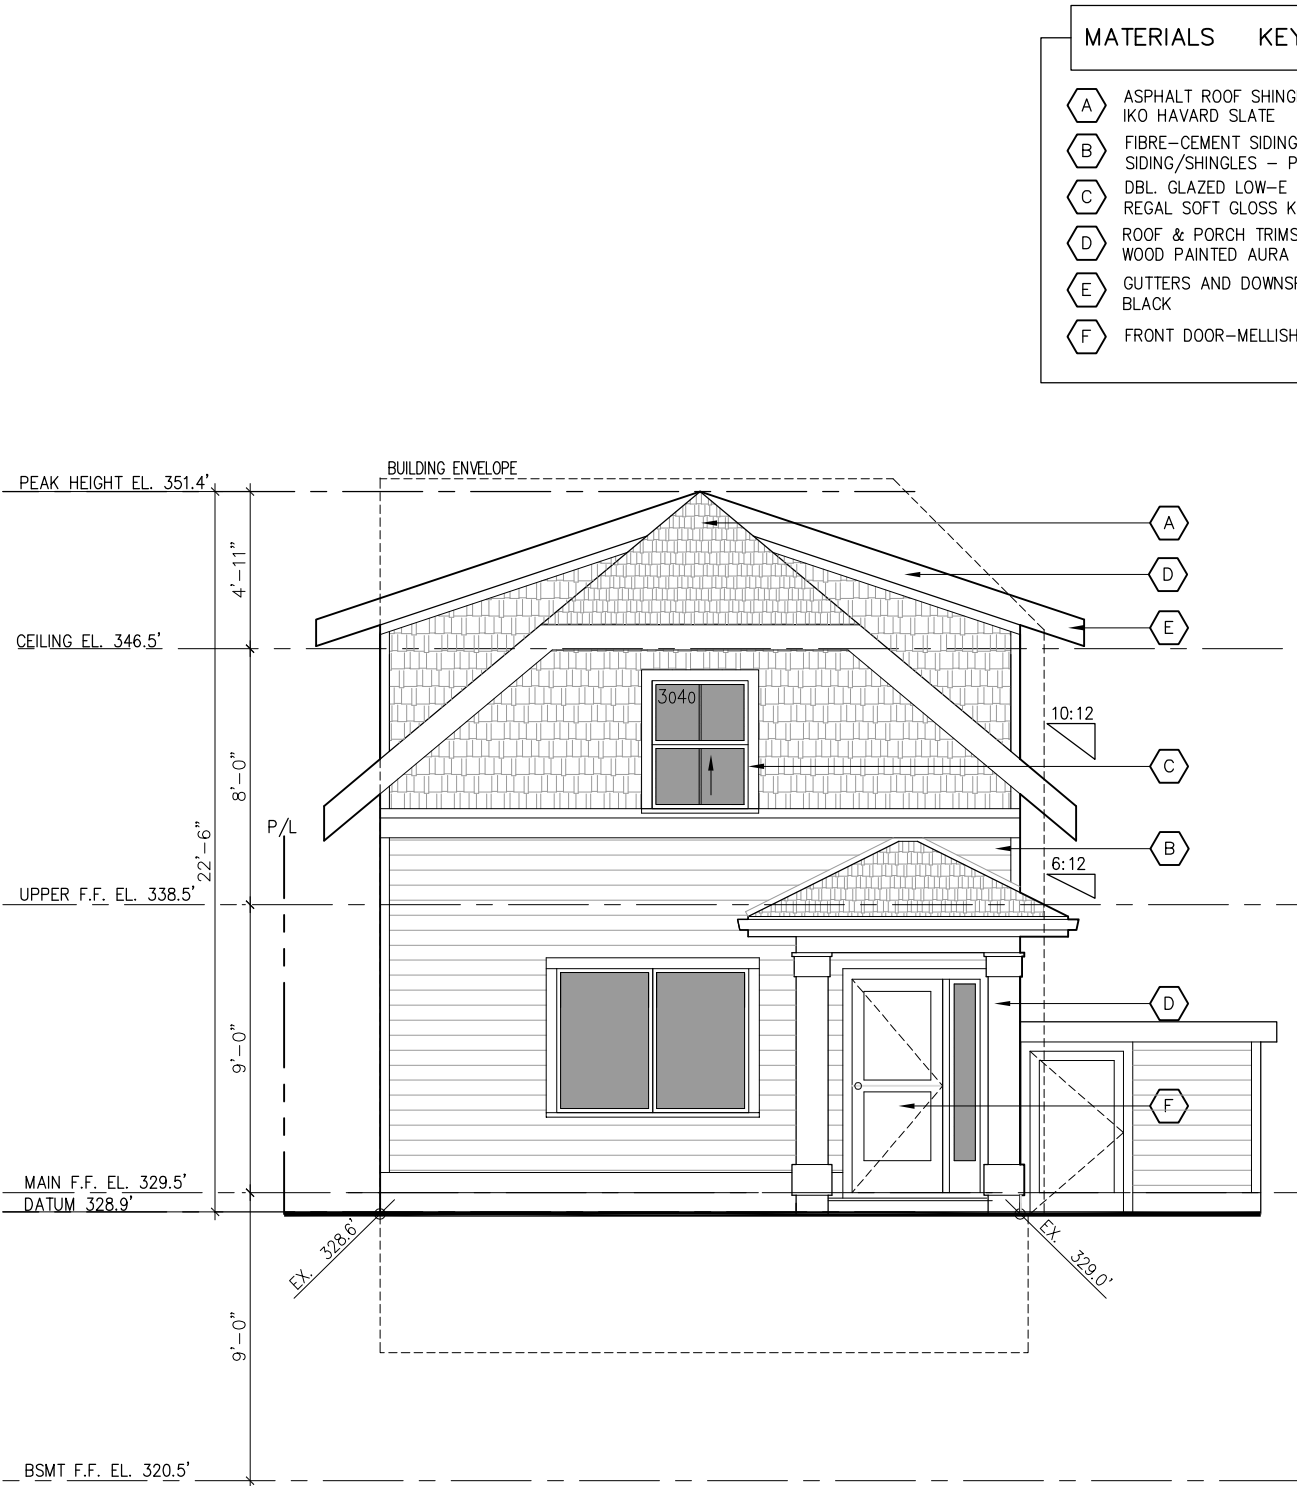 MATERIALS KEY
A
ASPHALT ROOF SHING
IKO HAVARD SLATE
B
FIBRE-CEMENT SIDING
SIDING/SHINGLES - P
C
DBL. GLAZED LOW-E
REGAL SOFT GLOSS K
D
ROOF & PORCH TRIMS
WOOD PAINTED AURA
E
GUTTERS AND DOWNSP
BLACK
F
FRONT DOOR-MELLISH
BUILDING ENVELOPE
PEAK HEIGHT EL. 351.4'
A
4'-11"
D
E
CEILING EL. 346.5'
3040
10:12
C
8'-0"
P/L
22'-6"
B
6:12
UPPER F.F. EL. 338.5'
D
9'-0"
F
MAIN F.F. EL. 329.5'
DATUM 328.9'
EX. 328.6'
EX. 329.0'
9'-0"
BSMT F.F. EL. 320.5'